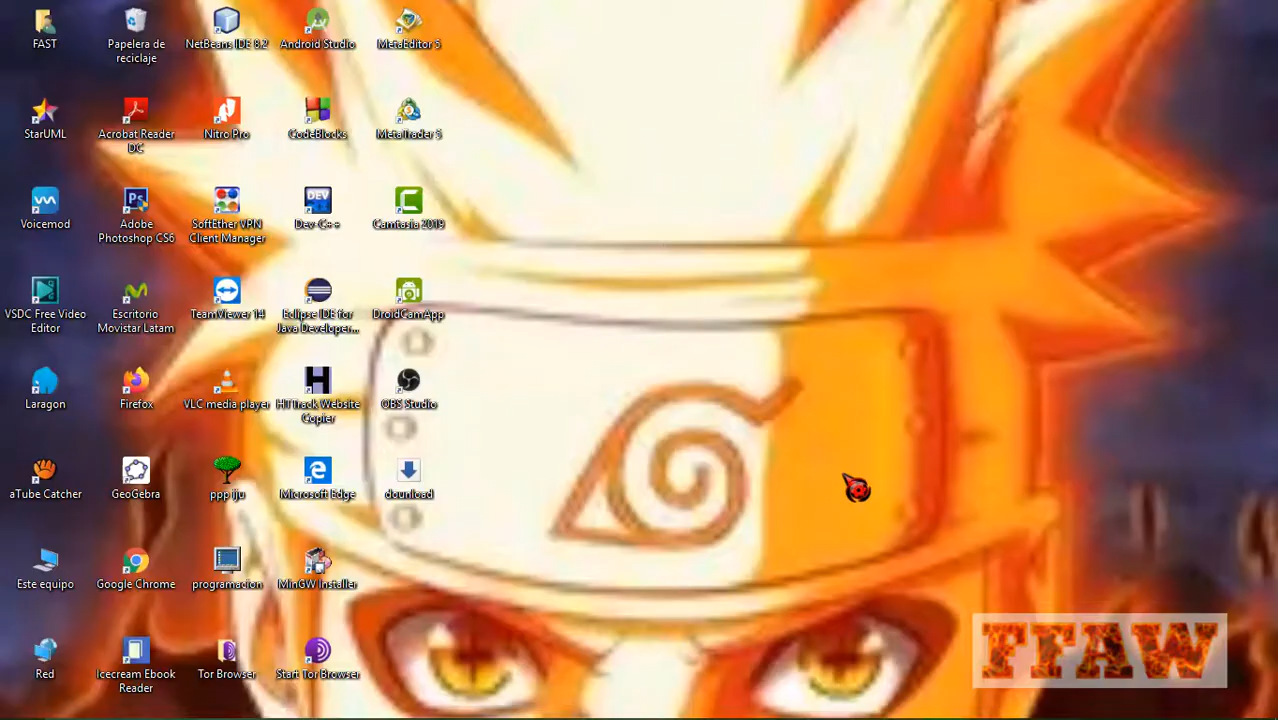 FAST
Papelera de
reciclaje
NetBeans IDE 8.2
Android Studio
MetaEditor 5
StarUML
Acrobat Reader
DC
Nitro Pro
CodeBlocks
MetaTrader 5
Voicemod
Adobe
Photoshop CS6
SoftEther VPN
Client Manager
Dev-C++
Camtasia 2019
VSDC Free Video
Editor
Escritorio
Movistar Latam
TeamViewer 14
Eclipse IDE for
Java Developer...
DroidCamApp
Laragon
Firefox
VLC media player
HTTrack Website
Copier
OBS Studio
aTube Catcher
GeoGebra
ppp iju
Microsoft Edge
dounload
Este equipo
Google Chrome
programacion
MinGW Installer
Red
Icecream Ebook
Reader
Tor Browser
Start Tor Browser
FFAW